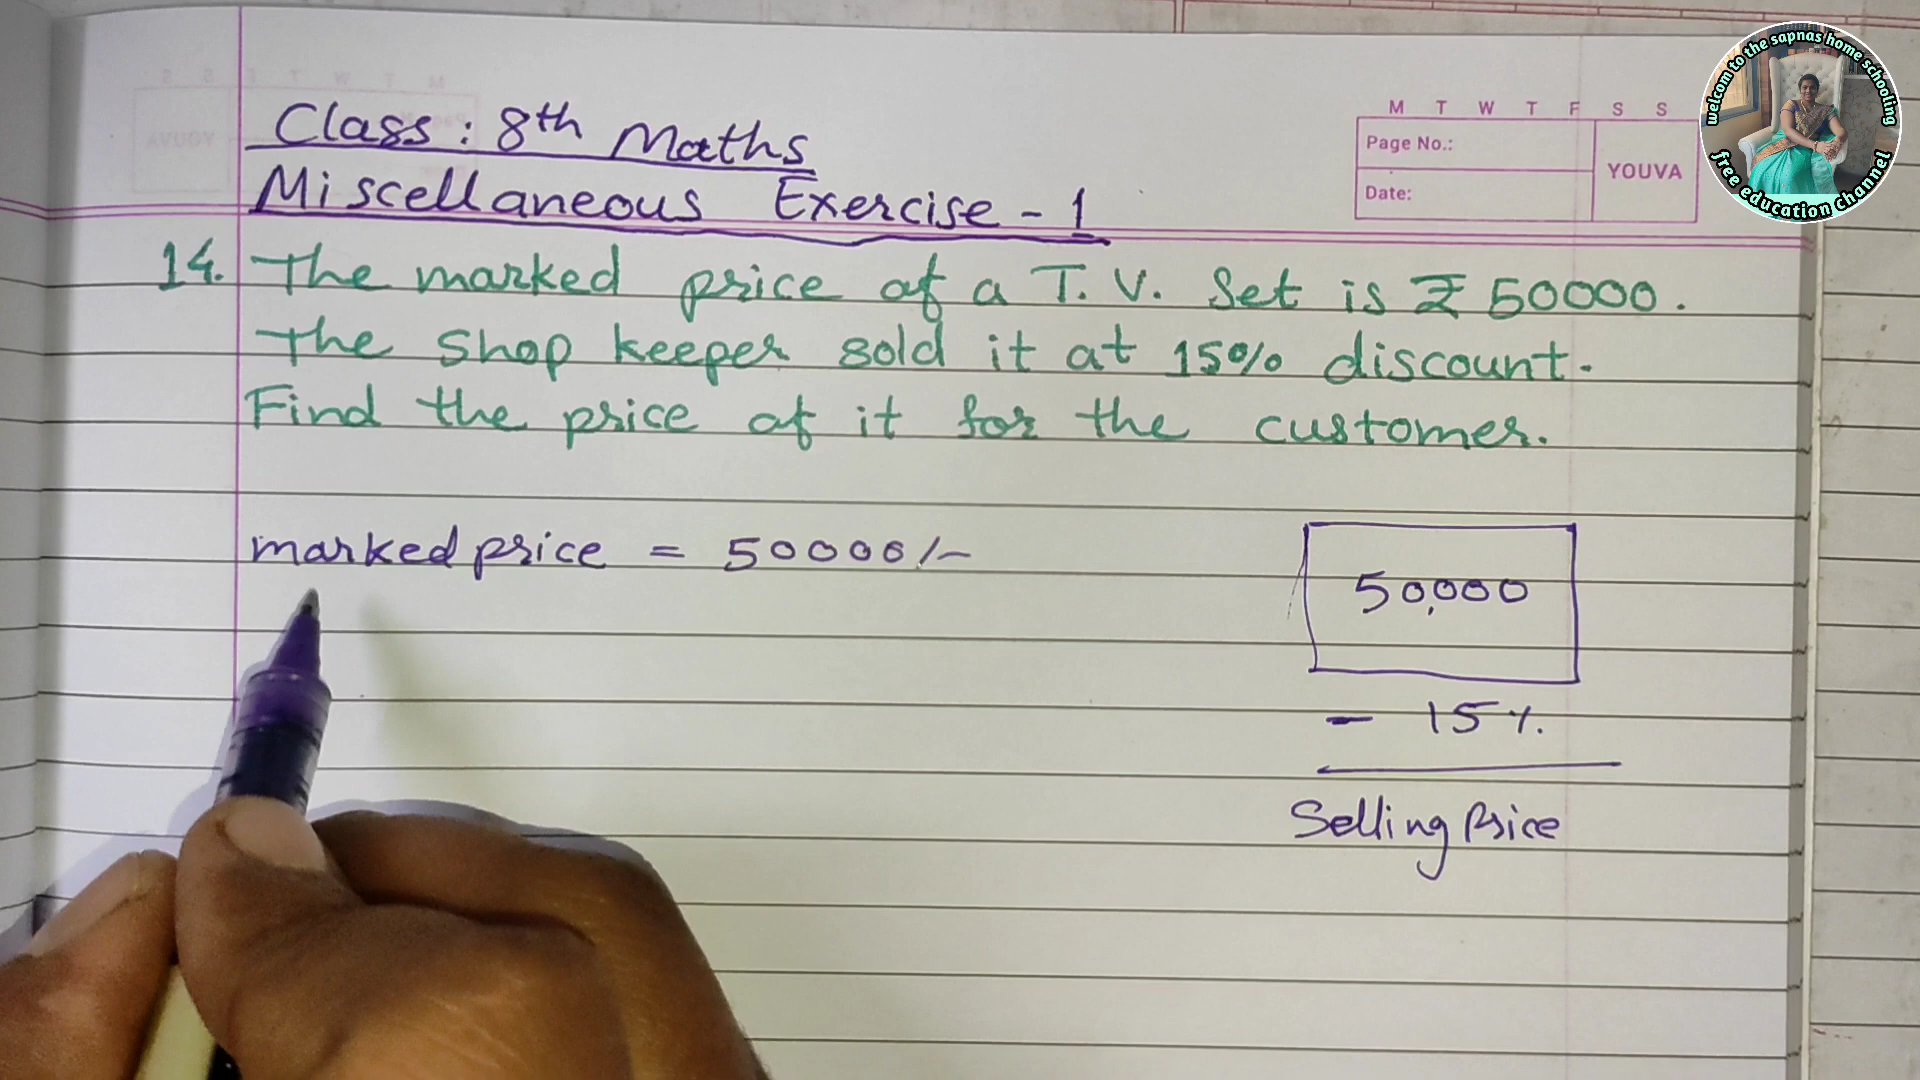 Class: 8th Maths
Miscellaneous Exercise - 1
M T W T F S S
Page No.:
Date:
YOUVA
welcom to the sapnas home schooling
free education channel
14. The marked price of a T. V. Set is ₹ 50000.
The shop keeper sold it at 15% discount.
Find the price of it for the customer.
marked price = 50000/-
50,000
- 15%.
Selling Price